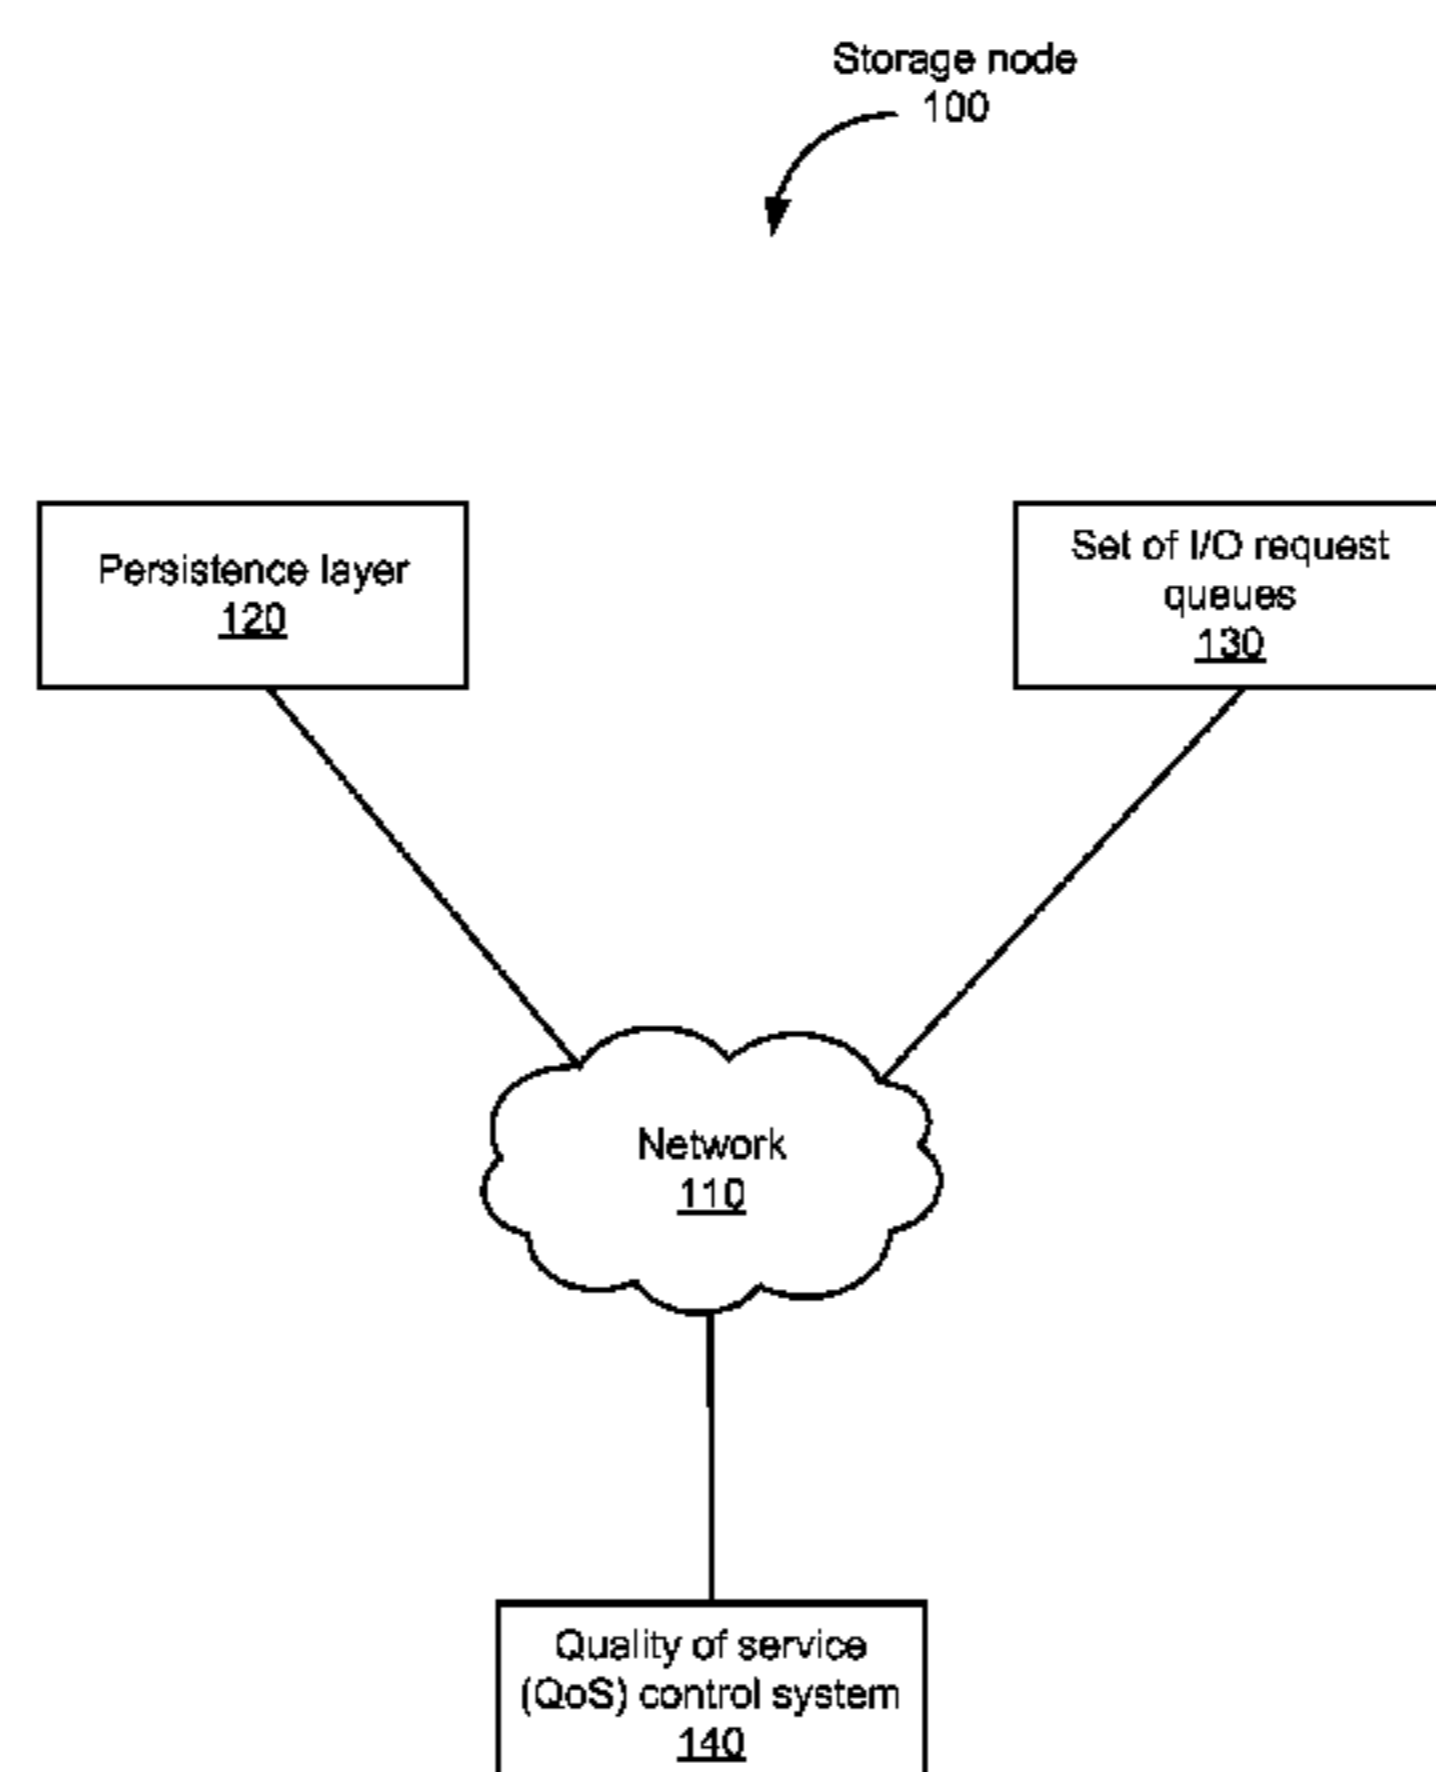 Storage node
100
Persistence layer
120
Set of I/O request
queues
130
Network
110
Quality of service
(QoS) control system
140